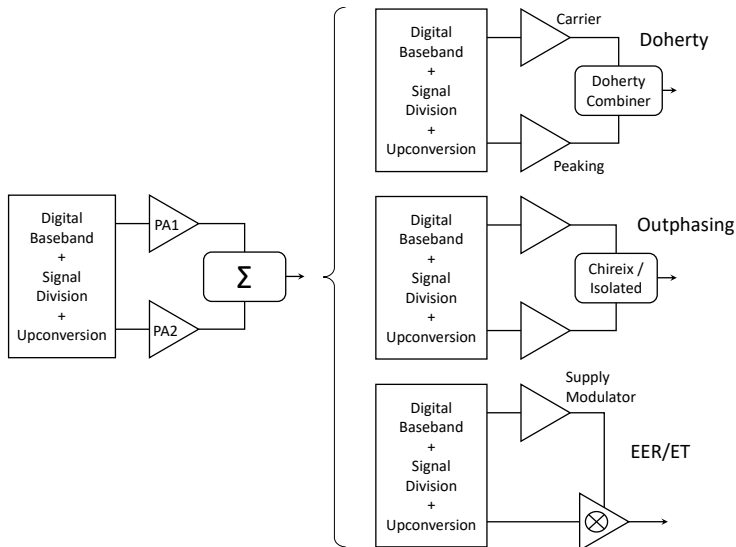 Digital
Baseband
+
Signal
Division
+
Upconversion
PA1
PA2
Σ
Digital
Baseband
+
Signal
Division
+
Upconversion
Carrier
Peaking
Doherty
Doherty
Combiner
Digital
Baseband
+
Signal
Division
+
Upconversion
Outphasing
Chireix /
Isolated
Digital
Baseband
+
Signal
Division
+
Upconversion
Supply
Modulator
EER/ET